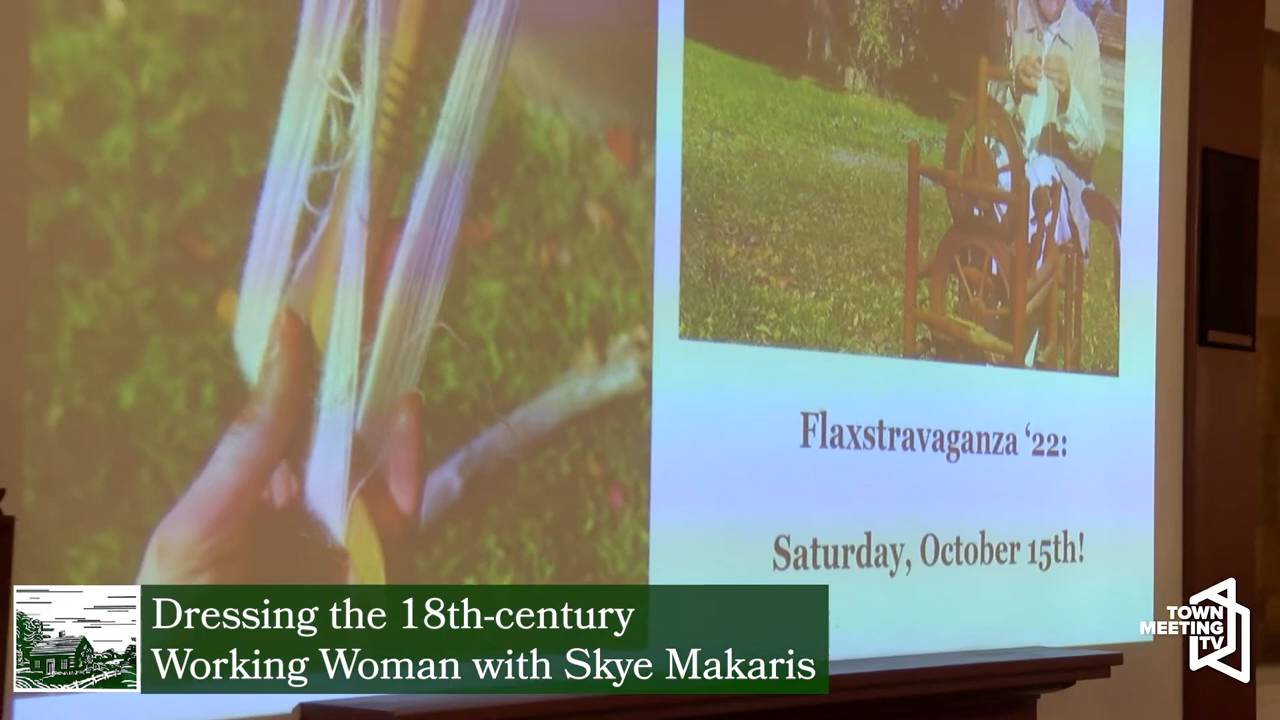 Flaxstravaganza ‘22:
Saturday, October 15th!
Dressing the 18th-century
Working Woman with Skye Makaris
TOWN
MEETING
TV